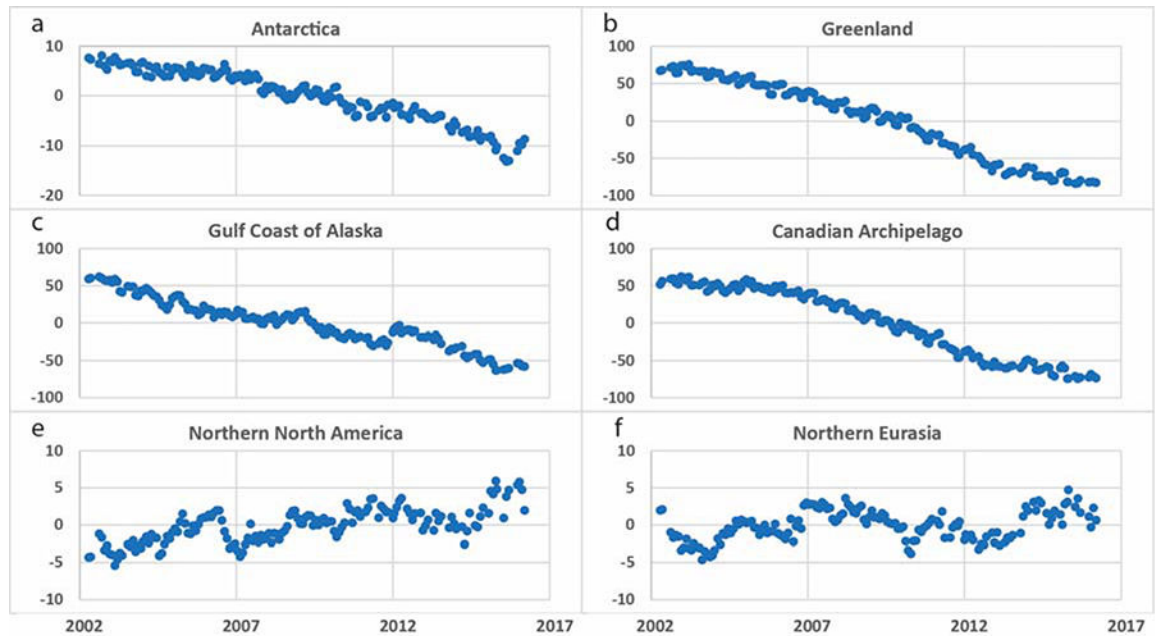 a
Antarctica
10
0
-10
-20
b
Greenland
100
50
0
-50
-100
c
Gulf Coast of Alaska
100
50
0
-50
-100
d
Canadian Archipelago
100
50
0
-50
-100
e
Northern North America
10
5
0
-5
-10
2002 2007 2012 2017
f
Northern Eurasia
10
5
0
-5
-10
2002 2007 2012 2017